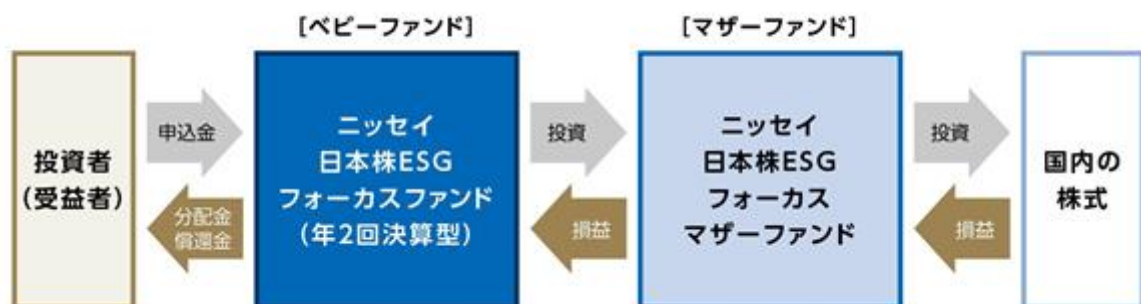 [ベビーファンド]
[マザーファンド]
投資者
(受益者)
申込金
分配金
償還金
ニッセイ
日本株ESG
フォーカスファンド
(年2回決算型)
投資
損益
ニッセイ
日本株ESG
フォーカス
マザーファンド
投資
損益
国内の
株式